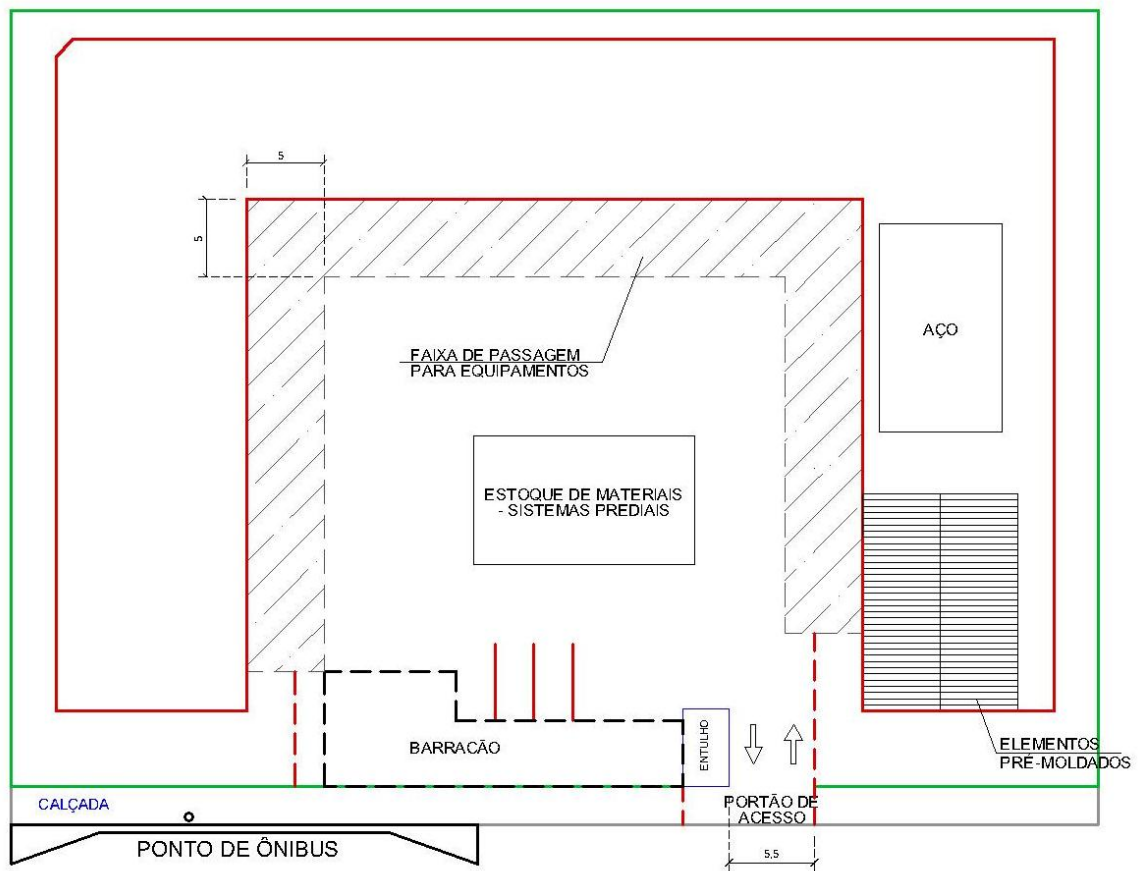 5
5
AÇO
FAIXA DE PASSAGEM
PARA EQUIPAMENTOS
ESTOQUE DE MATERIAIS
- SISTEMAS PREDIAIS
BARRACÃO
ENTULHO
ELEMENTOS
PRÉ-MOLDADOS
CALÇADA
PORTÃO DE
ACESSO
PONTO DE ÔNIBUS
5,5